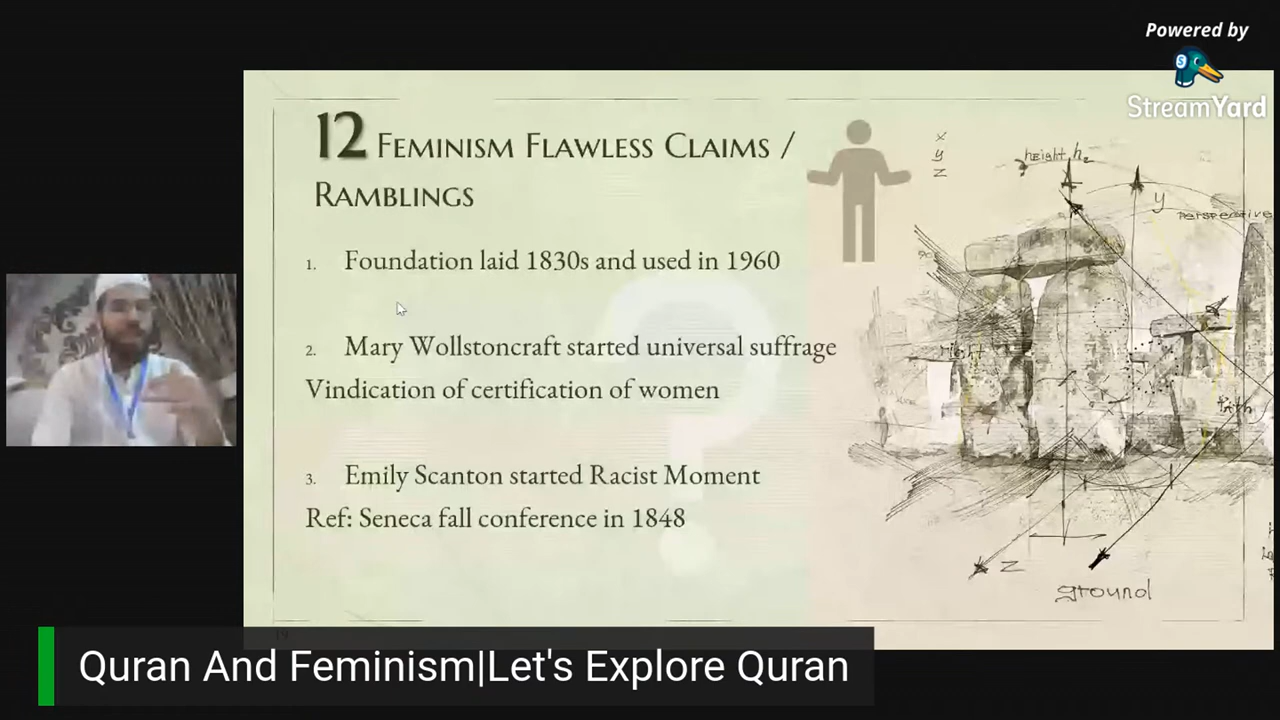 Powered by
StreamYard
12 Feminism Flawless Claims /
Ramblings
1. Foundation laid 1830s and used in 1960
2. Mary Wollstoncraft started universal suffrage
Vindication of certification of women
3. Emily Scanton started Racist Moment
Ref: Seneca fall conference in 1848
x
y
z
height h₂
y
perspective
z
ground
19
Quran And Feminism|Let's Explore Quran